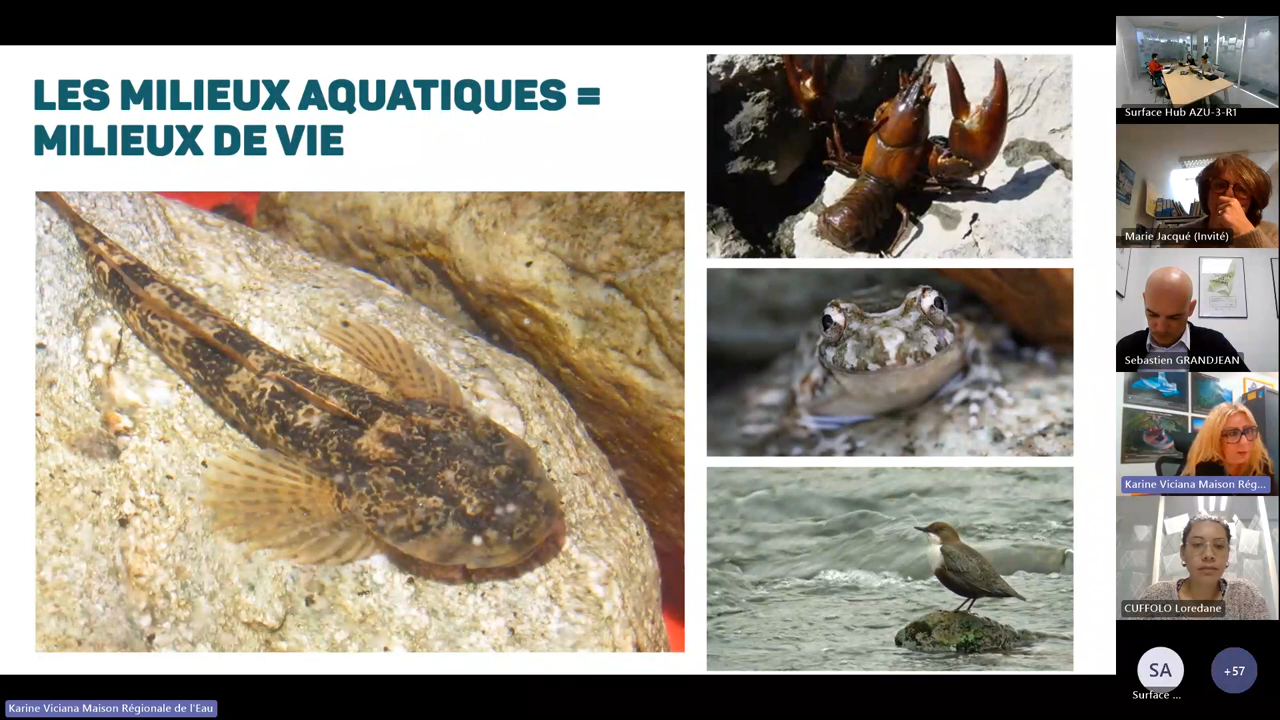 LES MILIEUX AQUATIQUES =
MILIEUX DE VIE
Surface Hub AZU-3-R1
Marie Jacqué (Invité)
Sebastien GRANDJEAN
Karine Viciana Maison Rég...
CUFFOLO Loredane
SA
Surface ...
+57
Karine Viciana Maison Régionale de l'Eau